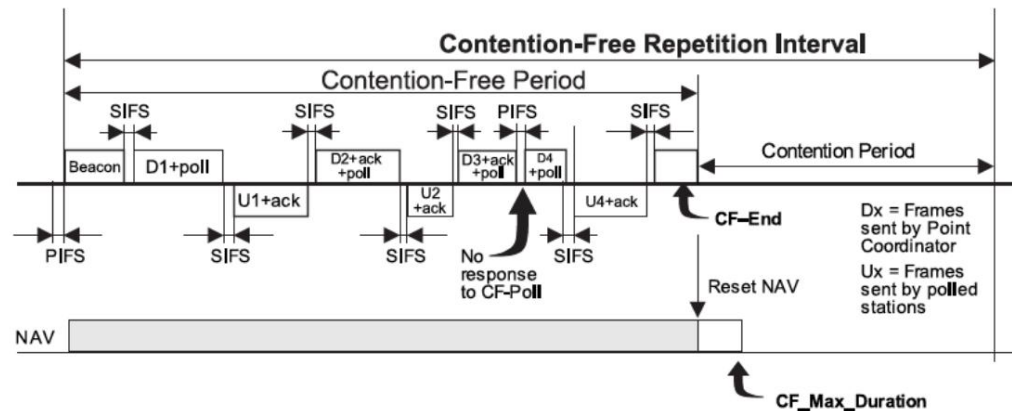 Contention-Free Repetition Interval
Contention-Free Period
SIFS
SIFS
SIFS
PIFS
SIFS
Beacon
D1+poll
D2+ack
+poll
D3+ack
+poll
D4
+poll
Contention Period
U1+ack
U2
+ack
U4+ack
CF-End
PIFS
SIFS
SIFS
No
response
to CF-Poll
SIFS
Dx = Frames
sent by Point
Coordinator
Ux = Frames
sent by polled
stations
Reset NAV
NAV
CF_Max_Duration